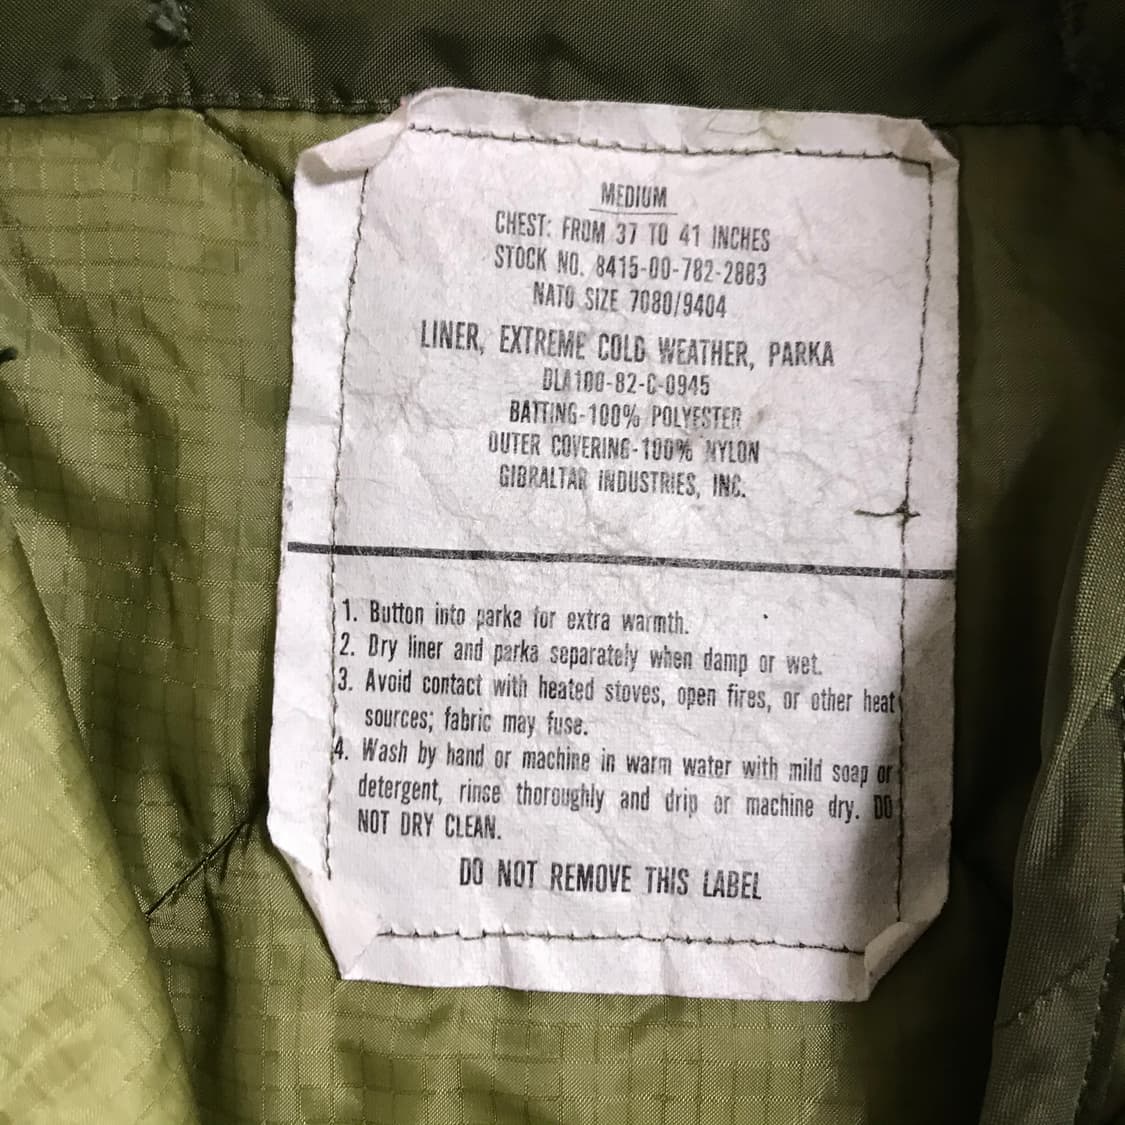 MEDIUM
CHEST: FROM 37 TO 41 INCHES
STOCK NO. 8415-00-782-2883
NATO SIZE 7080/9404
LINER, EXTREME COLD WEATHER, PARKA
DLA100-82-C-0945
BATTING-100% POLYESTER
OUTER COVERING-100% NYLON
GIBRALTAR INDUSTRIES, INC.
1. Button into parka for extra warmth.
2. Dry liner and parka separately when damp or wet.
3. Avoid contact with heated stoves, open fires, or other heat
sources; fabric may fuse.
4. Wash by hand or machine in warm water with mild soap or
detergent, rinse thoroughly and drip or machine dry. DO
NOT DRY CLEAN.
DO NOT REMOVE THIS LABEL